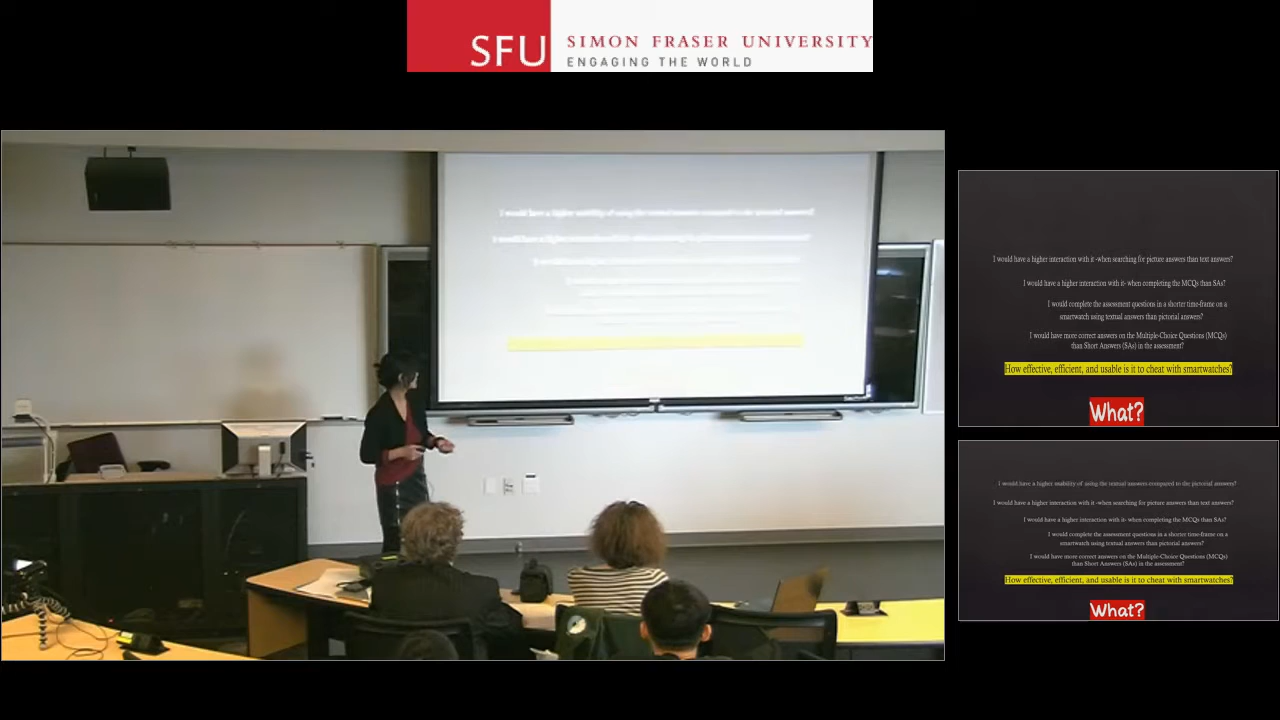 SFU
SIMON FRASER UNIVERSITY
ENGAGING THE WORLD
I would have a higher interaction with it -when searching for picture answers than text answers?
I would have a higher interaction with it- when completing the MCQs than SAs?
I would complete the assessment questions in a shorter time-frame on a
smartwatch using textual answers than pictorial answers?
I would have more correct answers on the Multiple-Choice Questions (MCQs)
than Short Answers (SAs) in the assessment?
How effective, efficient, and usable is it to cheat with smartwatches?
What?
I would have a higher usability of using the textual answers compared to the pictorial answers?
I would have a higher interaction with it -when searching for picture answers than text answers?
I would have a higher interaction with it- when completing the MCQs than SAs?
I would complete the assessment questions in a shorter time-frame on a
smartwatch using textual answers than pictorial answers?
I would have more correct answers on the Multiple-Choice Questions (MCQs)
than Short Answers (SAs) in the assessment?
How effective, efficient, and usable is it to cheat with smartwatches?
What?